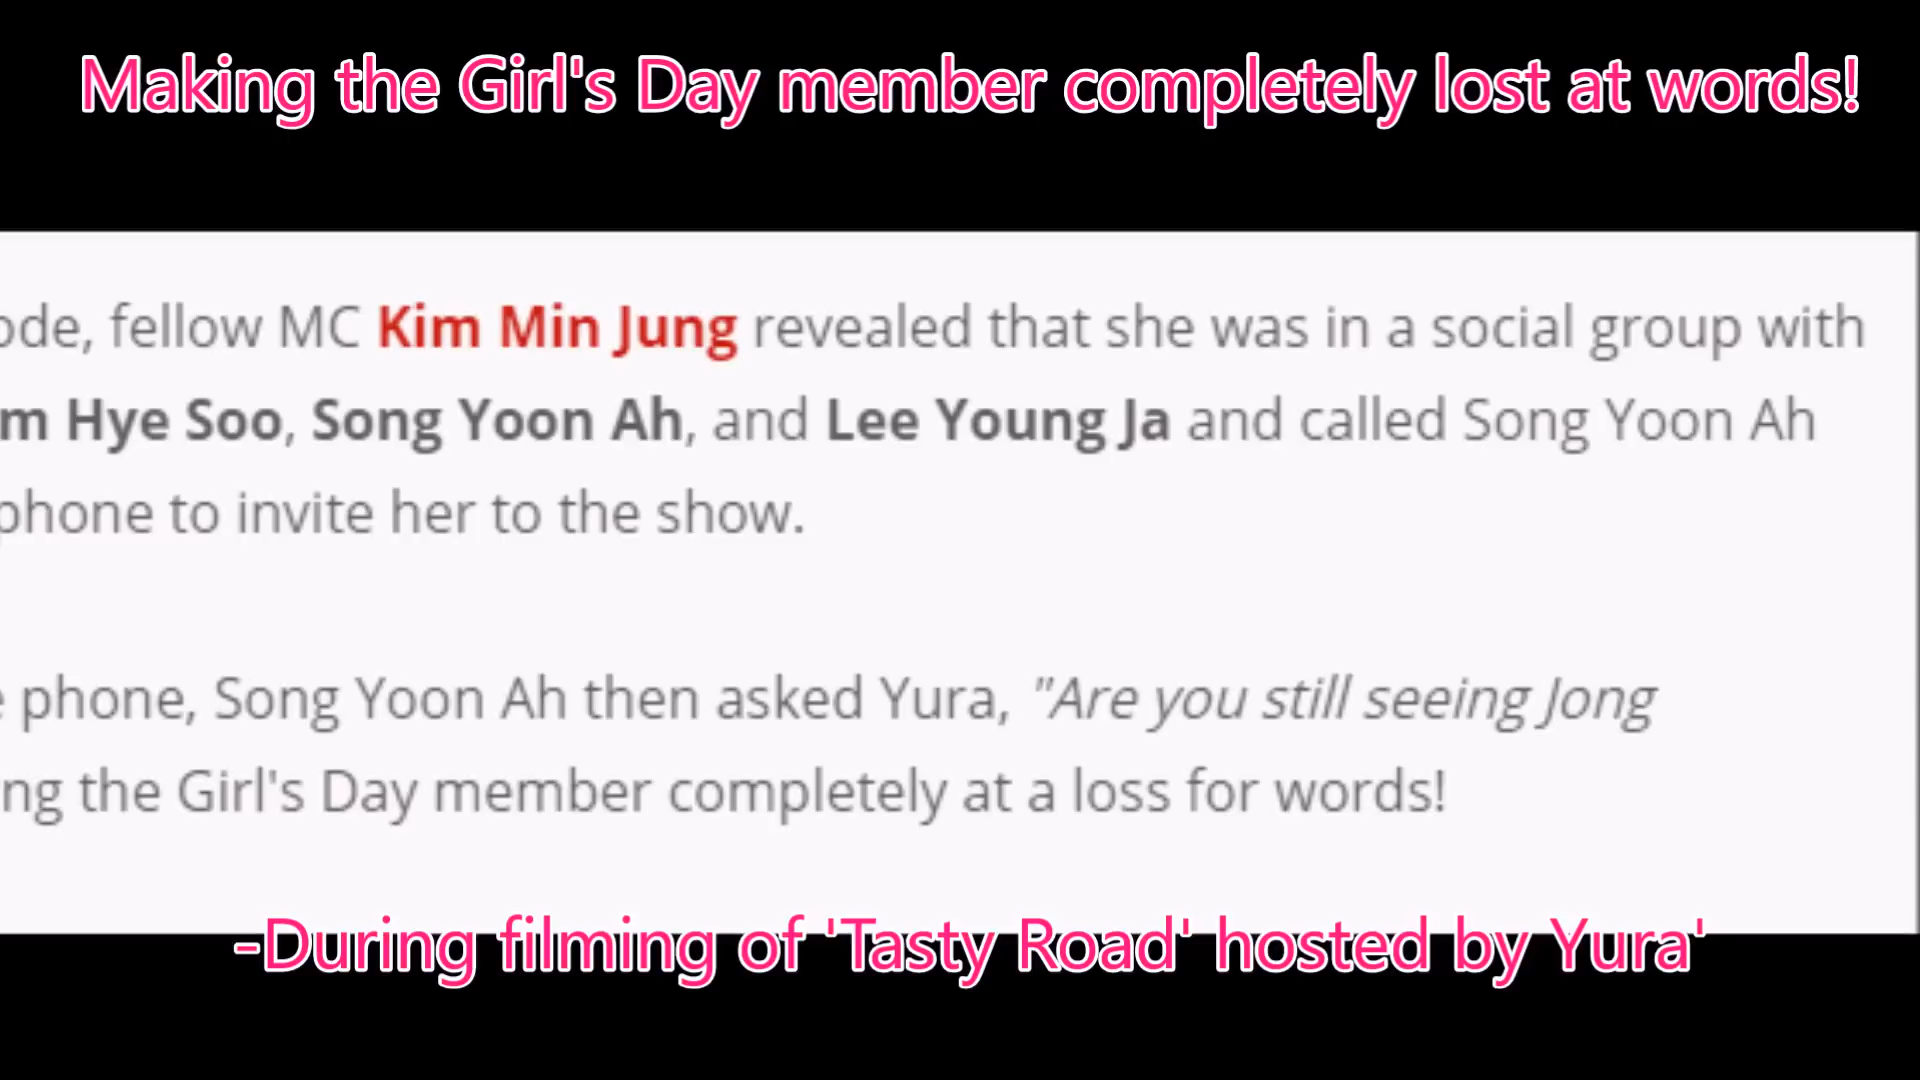 Making the Girl's Day member completely lost at words!
ode, fellow MC Kim Min Jung revealed that she was in a social group with
m Hye Soo, Song Yoon Ah, and Lee Young Ja and called Song Yoon Ah
phone to invite her to the show.
e phone, Song Yoon Ah then asked Yura, "Are you still seeing Jong
ng the Girl's Day member completely at a loss for words!
-During filming of 'Tasty Road' hosted by Yura'